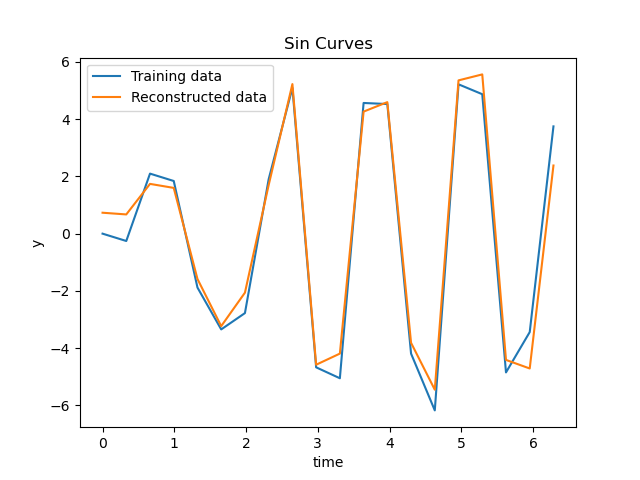 Sin Curves
Training data
Reconstructed data
y
6
4
2
0
−2
−4
−6
0 1 2 3 4 5 6
time